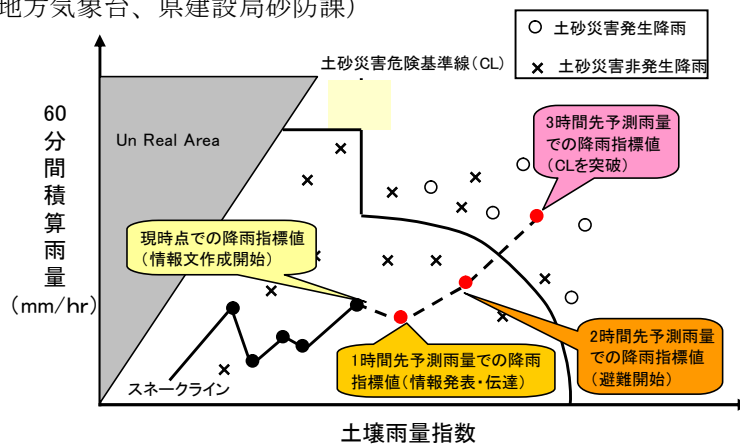 地方気象台、県建設局砂防課）
○ 土砂災害発生降雨
× 土砂災害非発生降雨
土砂災害危険基準線（CL）
60分間積算雨量
（mm/hr）
Un Real Area
3時間先予測雨量
での降雨指標値
（CLを突破）
現時点での降雨指標値
（情報文作成開始）
2時間先予測雨量
での降雨指標値
（避難開始）
1時間先予測雨量での降雨
指標値（情報発表・伝達）
スネークライン
土壌雨量指数